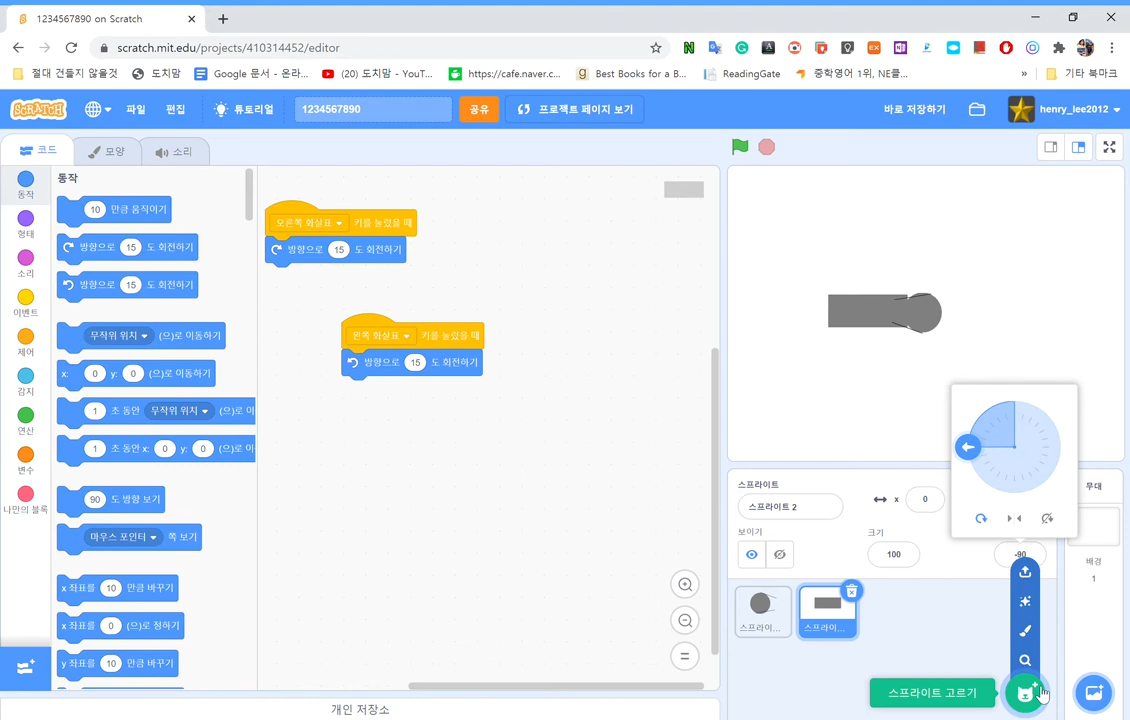 1234567890 on Scratch
scratch.mit.edu/projects/410314452/editor
절대 건들지 않을것
도치맘
Google 문서 - 온라...
(20) 도치맘 - YouT...
https://cafe.naver.c...
Best Books for a B...
ReadingGate
중학영어 1위, NE클...
»
기타 북마크
SCRATCH
파일
편집
튜토리얼
1234567890
공유
프로젝트 페이지 보기
바로 저장하기
henry_lee2012
코드
모양
소리
동작
형태
소리
이벤트
제어
감지
연산
변수
나만의 블록
동작
10 만큼 움직이기
방향으로 15 도 회전하기
방향으로 15 도 회전하기
무작위 위치 (으)로 이동하기
x: 0 y: 0 (으)로 이동하기
1 초 동안 무작위 위치 (으)로 이
1 초 동안 x: 0 y: 0 (으)로 이
90 도 방향 보기
마우스 포인터 쪽 보기
x 좌표를 10 만큼 바꾸기
x 좌표를 0 (으)로 정하기
y 좌표를 10 만큼 바꾸기
오른쪽 화살표 키를 눌렀을 때
방향으로 15 도 회전하기
왼쪽 화살표 키를 눌렀을 때
방향으로 15 도 회전하기
개인 저장소
스프라이트
스프라이트 2
x 0
보이기
크기
100
-90
스프라이...
스프라이...
스프라이트 고르기
무대
배경
1